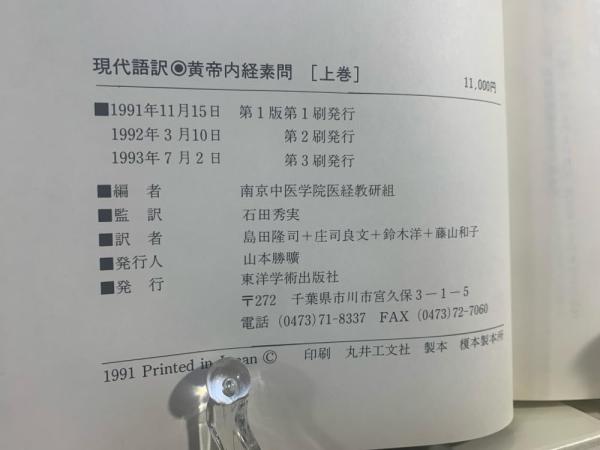 現代語訳◉黄帝内経素問 ［上巻］
11,000円
■1991年11月15日 第1版第1刷発行
1992年3月10日 第2刷発行
1993年7月2日 第3刷発行
■編 者 南京中医学院医経教研組
■監 訳 石田秀実
■訳 者 島田隆司＋庄司良文＋鈴木洋＋藤山和子
■発行人 山本勝曠
■発 行 東洋学術出版社
〒272 千葉県市川市宮久保3－1－5
電話 (0473)71-8337 FAX (0473)72-7060
1991 Printed in Japan © 印刷 丸井工文社 製本 榎本製本所